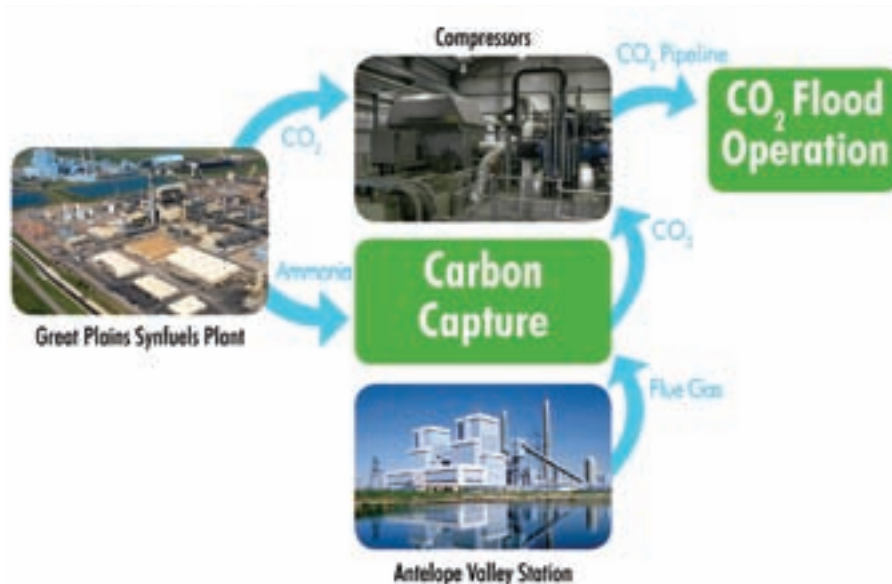 Compressors
CO₂ Pipeline
CO₂ Flood
Operation
CO₂
CO₂
Ammonia
Carbon
Capture
Great Plains Synfuels Plant
Flue Gas
Antelope Valley Station